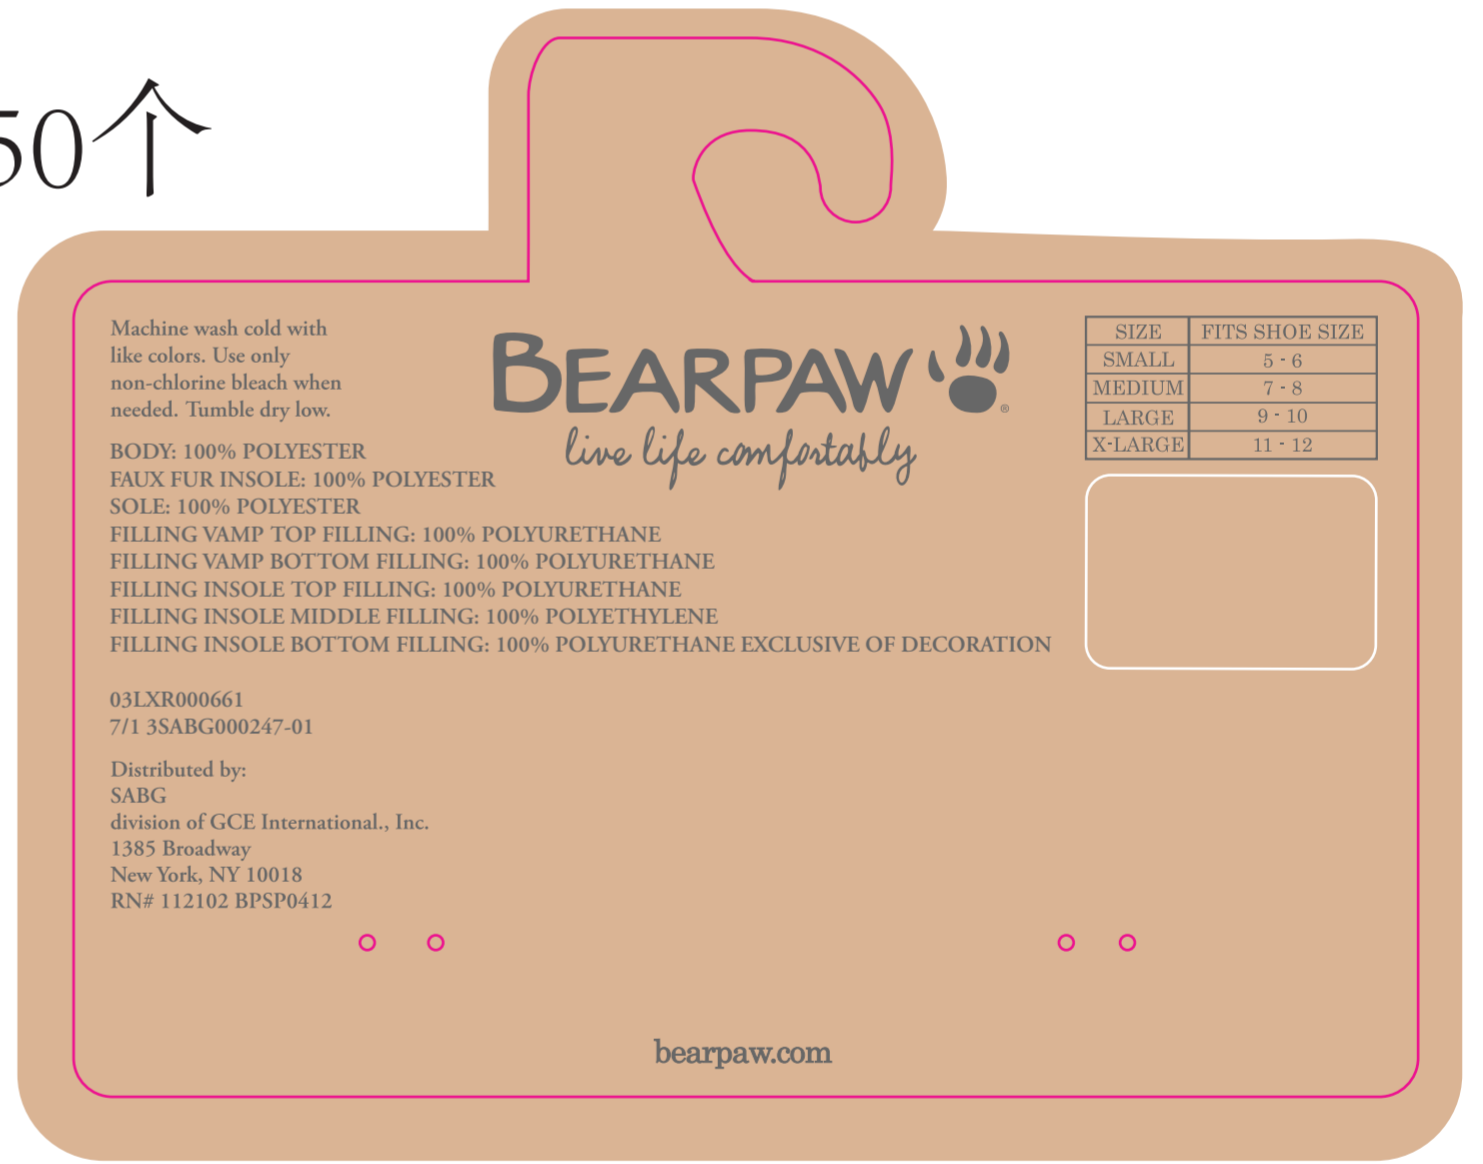 50个
Machine wash cold with
like colors. Use only
non-chlorine bleach when
needed. Tumble dry low.
BODY: 100% POLYESTER
FAUX FUR INSOLE: 100% POLYESTER
SOLE: 100% POLYESTER
FILLING VAMP TOP FILLING: 100% POLYURETHANE
FILLING VAMP BOTTOM FILLING: 100% POLYURETHANE
FILLING INSOLE TOP FILLING: 100% POLYURETHANE
FILLING INSOLE MIDDLE FILLING: 100% POLYETHYLENE
FILLING INSOLE BOTTOM FILLING: 100% POLYURETHANE EXCLUSIVE OF DECORATION
03LXR000661
7/1 3SABG000247-01
Distributed by:
SABG
division of GCE International., Inc.
1385 Broadway
New York, NY 10018
RN# 112102 BPSP0412
BEARPAW ®
live life comfortably
SIZE FITS SHOE SIZE
SMALL 5 - 6
MEDIUM 7 - 8
LARGE 9 - 10
X-LARGE 11 - 12
bearpaw.com